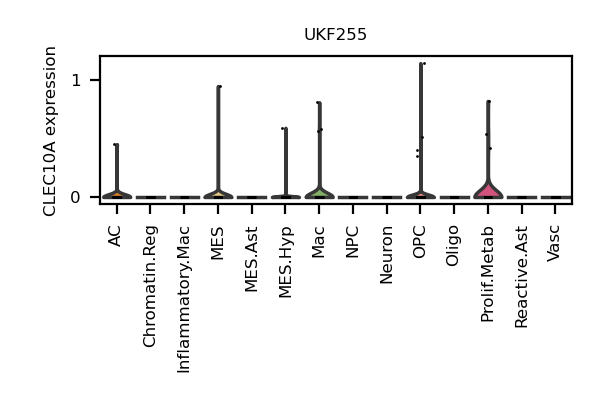 UKF255
CLEC10A expression
1
0
AC
Chromatin.Reg
Inflammatory.Mac
MES
MES.Ast
MES.Hyp
Mac
NPC
Neuron
OPC
Oligo
Prolif.Metab
Reactive.Ast
Vasc